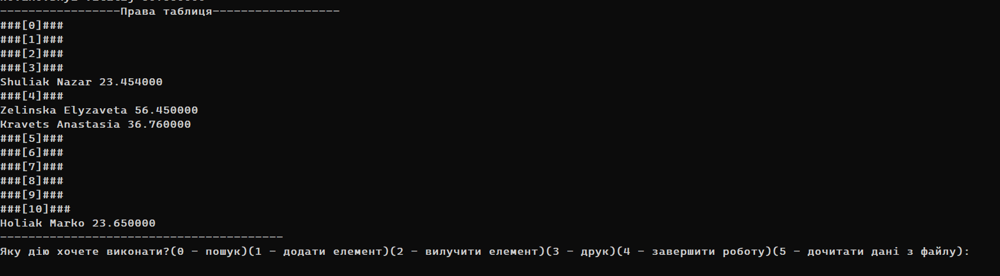 -----------------Права таблиця------------------
###[0]###
###[1]###
###[2]###
###[3]###
Shuliak Nazar 23.454000
###[4]###
Zelinska Elyzaveta 56.450000
Kravets Anastasia 36.760000
###[5]###
###[6]###
###[7]###
###[8]###
###[9]###
###[10]###
Holiak Marko 23.650000
----------------------------------------
Яку дію хочете виконати?(0 - пошук)(1 - додати елемент)(2 - вилучити елемент)(3 - друк)(4 - завершити роботу)(5 - дочитати дані з файлу):